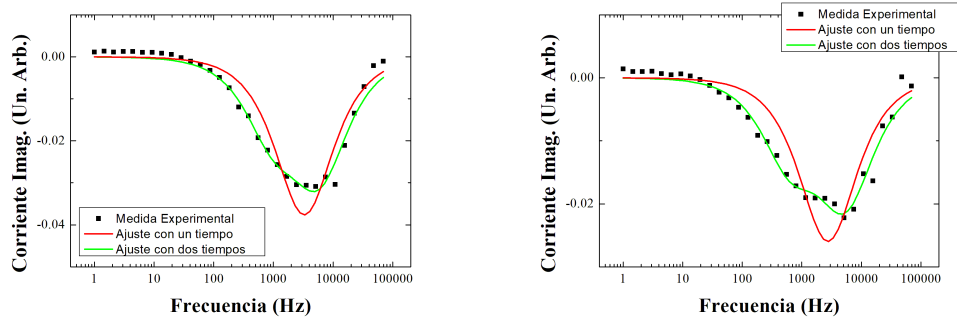 0.00
-0.02
-0.04
Corriente Imag. (Un. Arb.)
Medida Experimental
Ajuste con un tiempo
Ajuste con dos tiempos
1 10 100 1000 10000 100000
Frecuencia (Hz)
Medida Experimental
Ajuste con un tiempo
Ajuste con dos tiempos
0.00
-0.02
Corriente Imag. (Un. Arb.)
1 10 100 1000 10000 100000
Frecuencia (Hz)